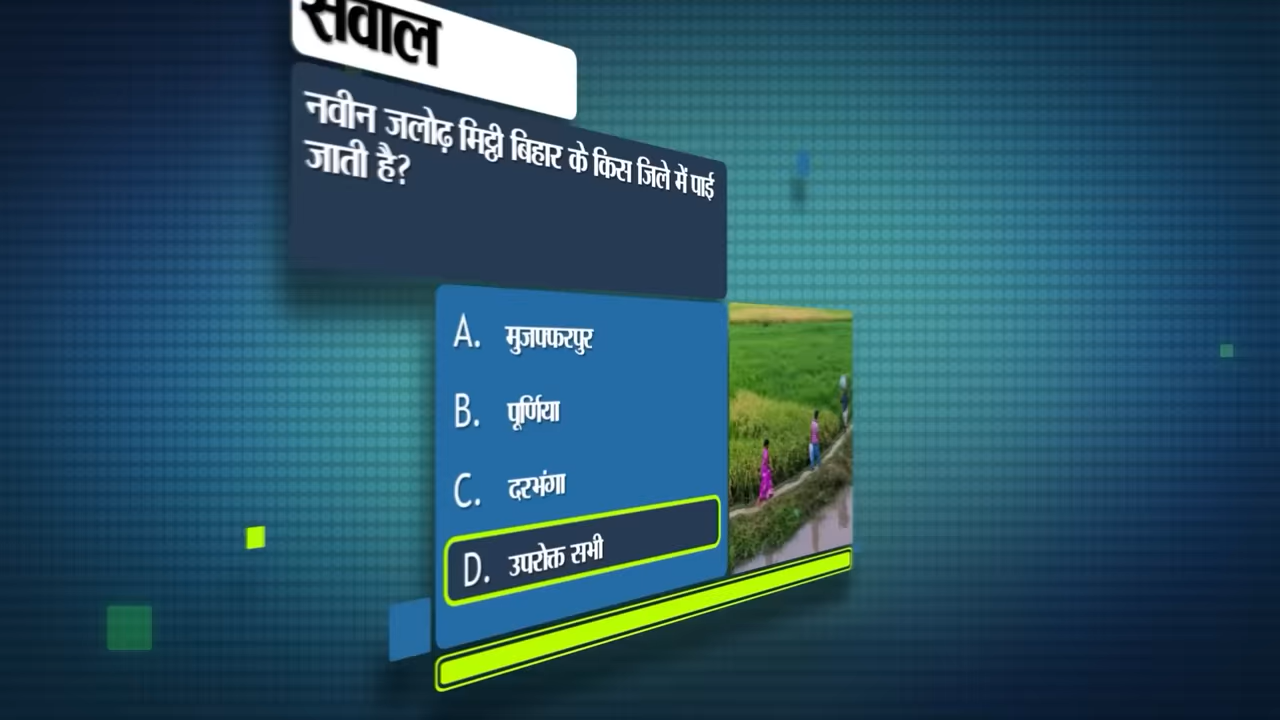 सवाल
नवीन जलोढ़ मिट्टी बिहार के किस जिले में पाई
जाती है?
A. मुजफ्फरपुर
B. पूर्णिया
C. दरभंगा
D. उपरोक्त सभी